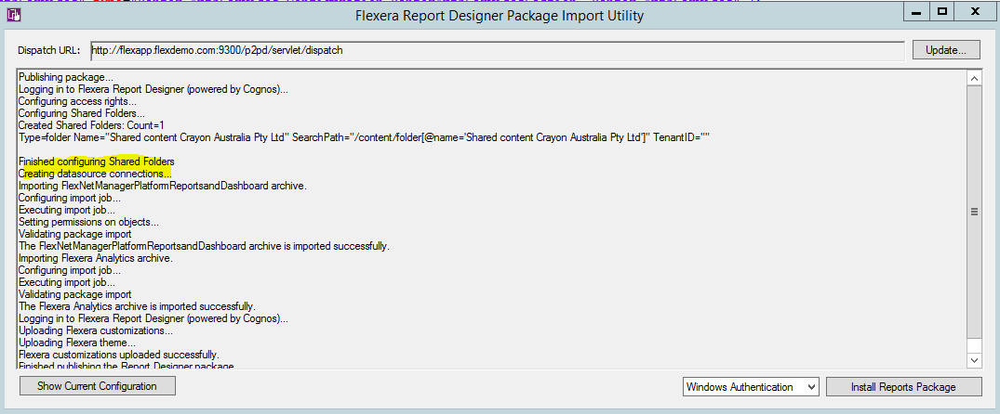 Flexera Report Designer Package Import Utility
Dispatch URL: http://flexapp.flexdemo.com:9300/p2pd/servlet/dispatch Update...
Publishing package...
Logging in to Flexera Report Designer (powered by Cognos)...
Configuring access rights...
Configuring Shared Folders...
Created Shared Folders: Count=1
Type=folder Name="Shared content Crayon Australia Pty Ltd" SearchPath="/content/folder[@name='Shared content Crayon Australia Pty Ltd']" TenantID=""
Finished configuring Shared Folders
Creating datasource connections...
Importing FlexNetManagerPlatformReportsandDashboard archive.
Configuring import job...
Executing import job...
Setting permissions on objects...
Validating package import
The FlexNetManagerPlatformReportsandDashboard archive is imported successfully.
Importing Flexera Analytics archive.
Configuring import job...
Executing import job...
Validating package import
The Flexera Analytics archive is imported successfully.
Logging in to Flexera Report Designer (powered by Cognos)...
Uploading Flexera customizations...
Uploading Flexera theme...
Flexera customizations uploaded successfully.
Finished publishing the Report Designer package
Show Current Configuration Windows Authentication Install Reports Package